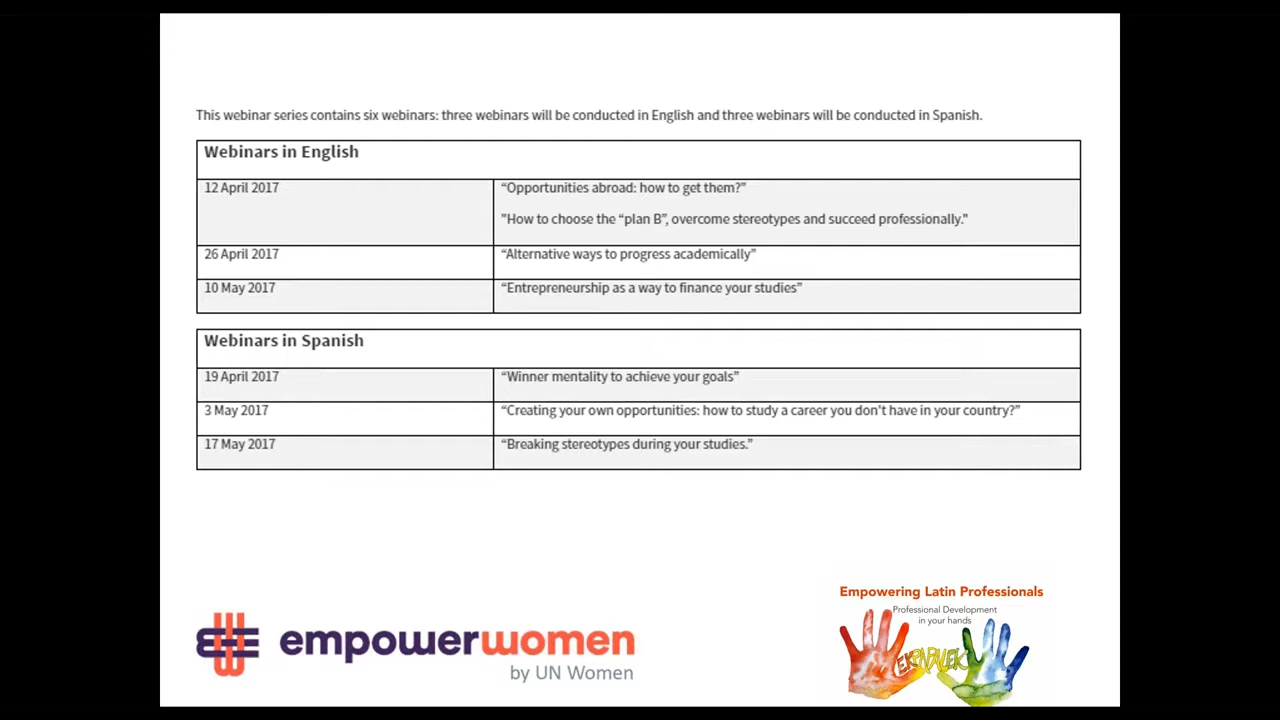 This webinar series contains six webinars: three webinars will be conducted in English and three webinars will be conducted in Spanish.
Webinars in English
12 April 2017
“Opportunities abroad: how to get them?”
"How to choose the “plan B”, overcome stereotypes and succeed professionally.”
26 April 2017
“Alternative ways to progress academically”
10 May 2017
“Entrepreneurship as a way to finance your studies”
Webinars in Spanish
19 April 2017
“Winner mentality to achieve your goals”
3 May 2017
“Creating your own opportunities: how to study a career you don't have in your country?”
17 May 2017
“Breaking stereotypes during your studies.”
empowerwomen
by UN Women
Empowering Latin Professionals
Professional Development
in your hands
EKPAPALEK